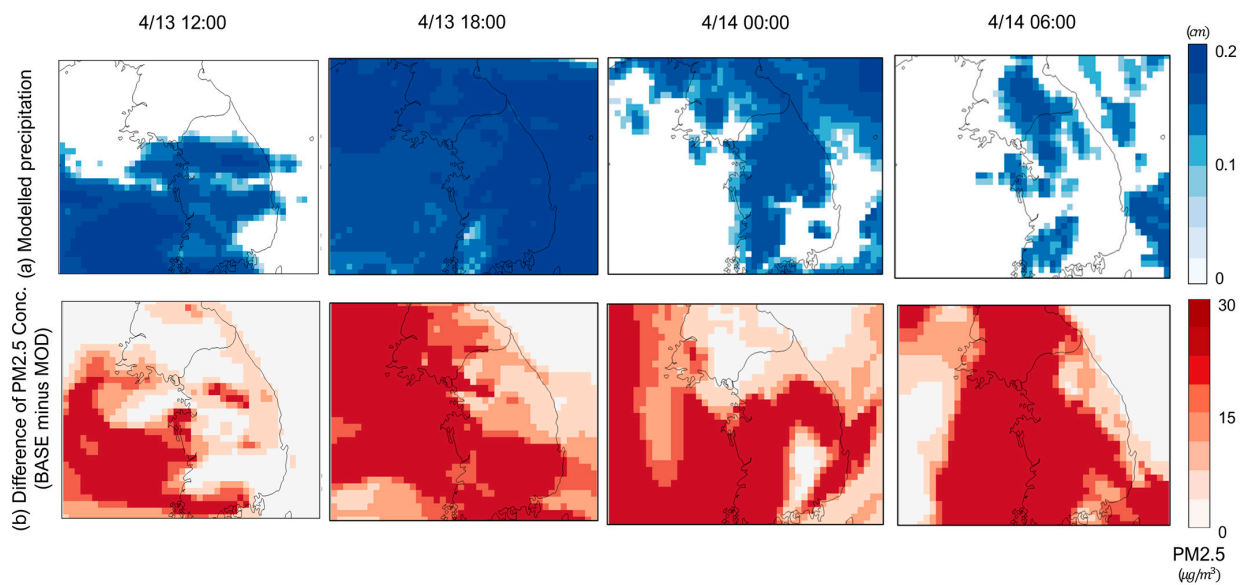 4/13 12:00
4/13 18:00
4/14 00:00
4/14 06:00
(cm)
0.2
0.1
0
(a) Modelled precipitation
(b) Difference of PM2.5 Conc.
(BASE minus MOD)
30
15
0
PM2.5
(μg/m³)